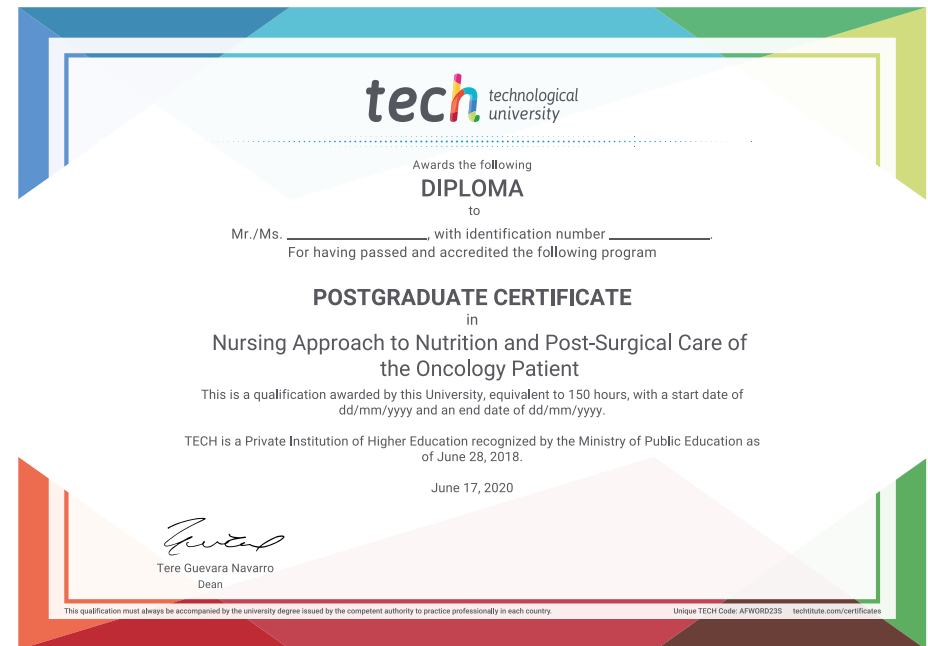 tech technological
university
Awards the following
DIPLOMA
to
Mr./Ms. ____________________, with identification number ______________.
For having passed and accredited the following program
POSTGRADUATE CERTIFICATE
in
Nursing Approach to Nutrition and Post-Surgical Care of
the Oncology Patient
This is a qualification awarded by this University, equivalent to 150 hours, with a start date of
dd/mm/yyyy and an end date of dd/mm/yyyy.
TECH is a Private Institution of Higher Education recognized by the Ministry of Public Education as
of June 28, 2018.
June 17, 2020
Tere Guevara Navarro
Dean
This qualification must always be accompanied by the university degree issued by the competent authority to practice professionally in each country.
Unique TECH Code: AFWORD23S techtitute.com/certificates